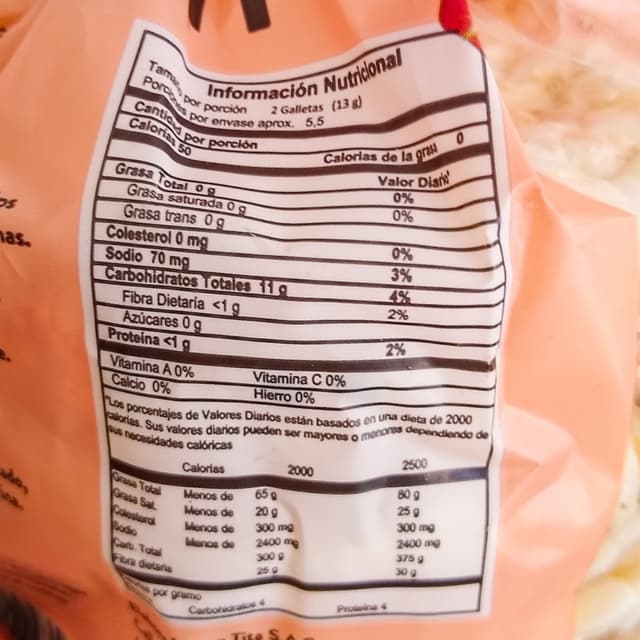 Información Nutricional
Tamaño por porción 2 Galletas (13 g)
Porciones por envase aprox. 5,5
Cantidad por porción
Calorías 50 Calorías de la grasa 0
Valor Diario*
Grasa Total 0 g 0%
Grasa saturada 0 g 0%
Grasa trans 0 g
Colesterol 0 mg 0%
Sodio 70 mg 3%
Carbohidratos Totales 11 g 4%
Fibra Dietaría <1 g 2%
Azúcares 0 g
Proteína <1 g 2%
Vitamina A 0% Vitamina C 0%
Calcio 0% Hierro 0%
*Los porcentajes de Valores Diarios están basados en una dieta de 2000
calorías. Sus valores diarios pueden ser mayores o menores dependiendo de
sus necesidades calóricas
Calorías 2000 2500
Grasa Total Menos de 65 g 80 g
Grasa Sat. Menos de 20 g 25 g
Colesterol Menos de 300 mg 300 mg
Sodio Menos de 2400 mg 2400 mg
Carb. Total 300 g 375 g
Fibra dietaria 25 g 30 g
por gramo
Carbohidratos 4 Proteína 4